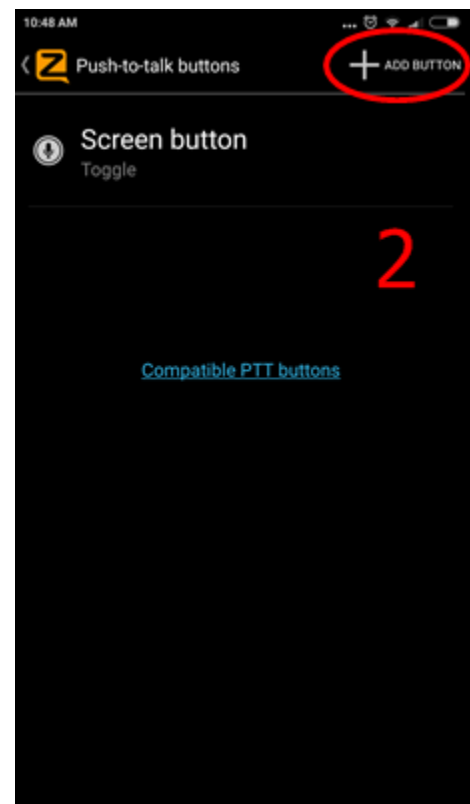 10:48 AM
Push-to-talk buttons
ADD BUTTON
Screen button
Toggle
2
Compatible PTT buttons